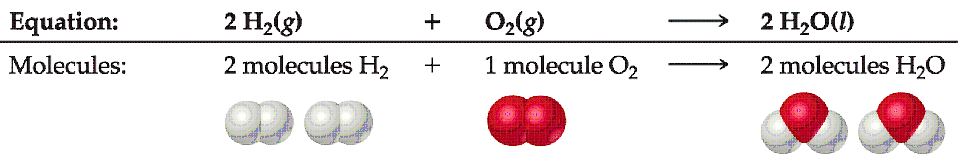 Equation: 2 H₂(g) + O₂(g) ⟶ 2 H₂O(l)
Molecules: 2 molecules H₂ + 1 molecule O₂ ⟶ 2 molecules H₂O